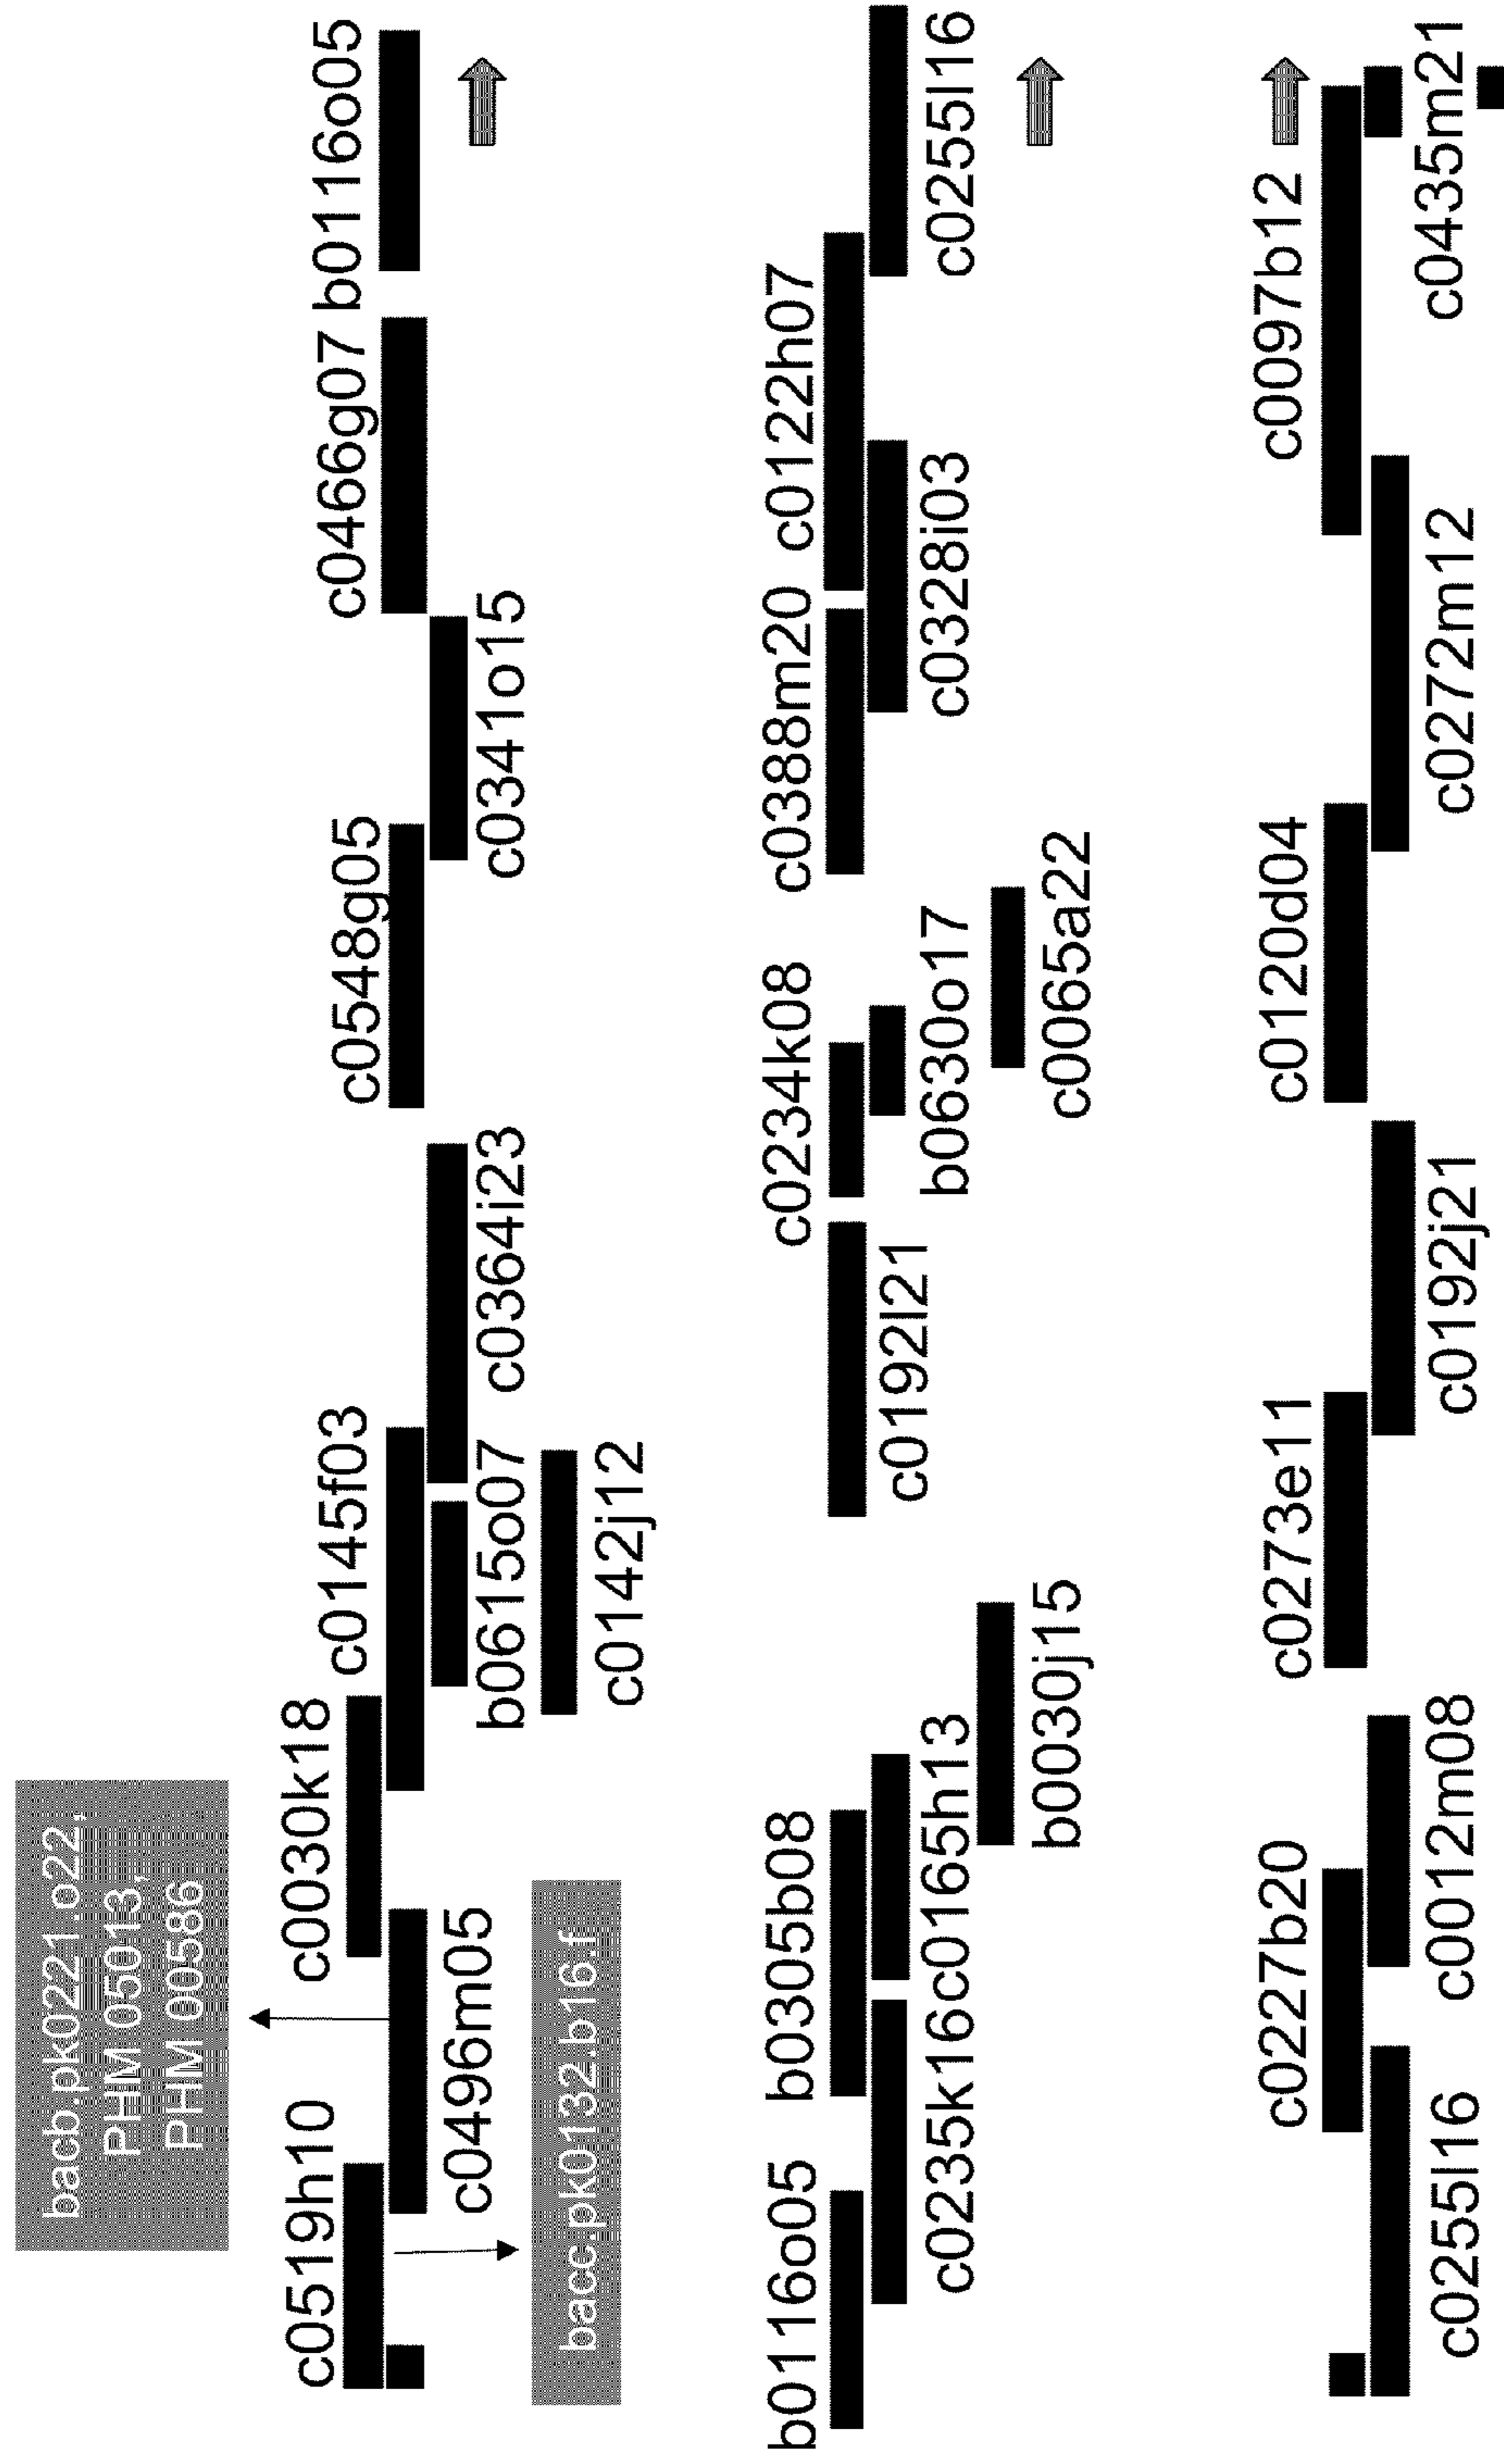 bacb.pk0221.o22,
PHM 05013,
PHM 00586
c0519h10
c0030k18
c0145f03
c0548g05
c0466g07
b0116o05
c0496m05
b0615o07
c0364i23
c0341o15
bacc.pk0132.b16.f
c0142j12
b0116o05
b0305b08
c0234k08
c0388m20
c0122h07
c0192l21
c0235k16
c0165h13
b0630o17
c0328i03
c0255l16
b0030j15
c0065a22
c0227b20
c0273e11
c0120d04
c0097b12
c0255l16
c0012m08
c0192j21
c0272m12
c0435m21